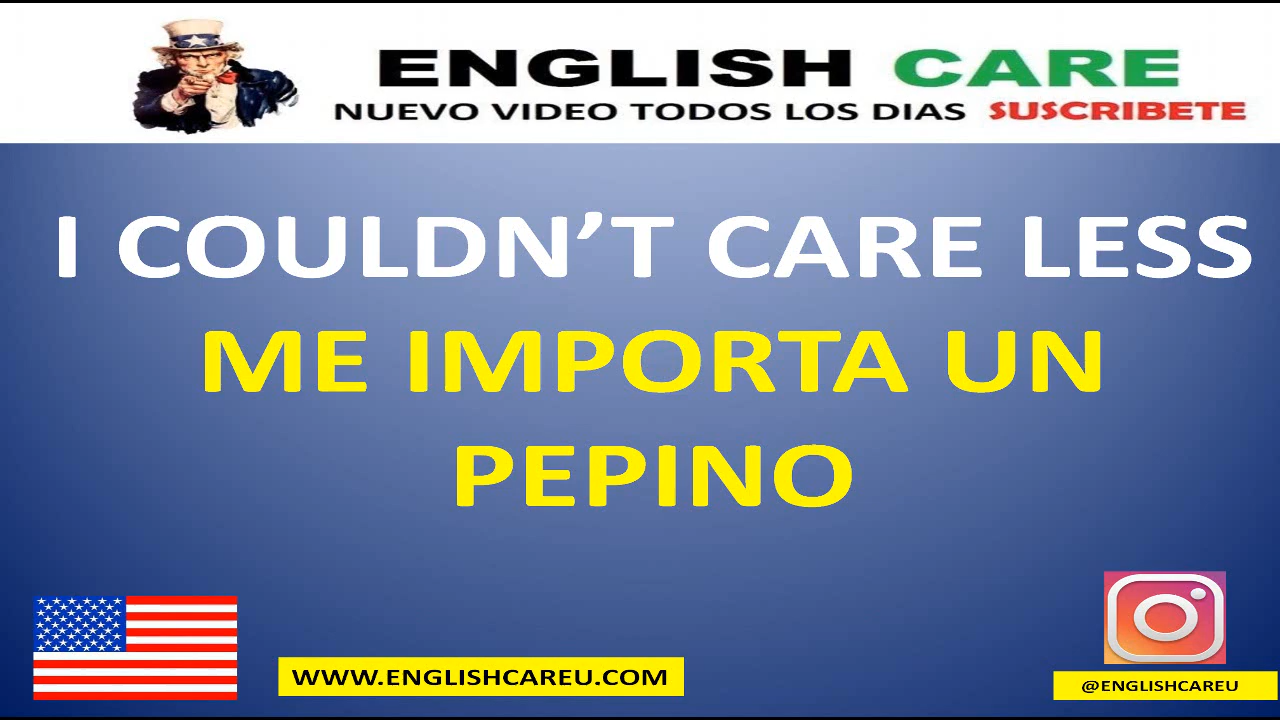 ENGLISH CARE
NUEVO VIDEO TODOS LOS DIAS SUSCRIBETE
I COULDN’T CARE LESS
ME IMPORTA UN
PEPINO
WWW.ENGLISHCAREU.COM
@ENGLISHCAREU